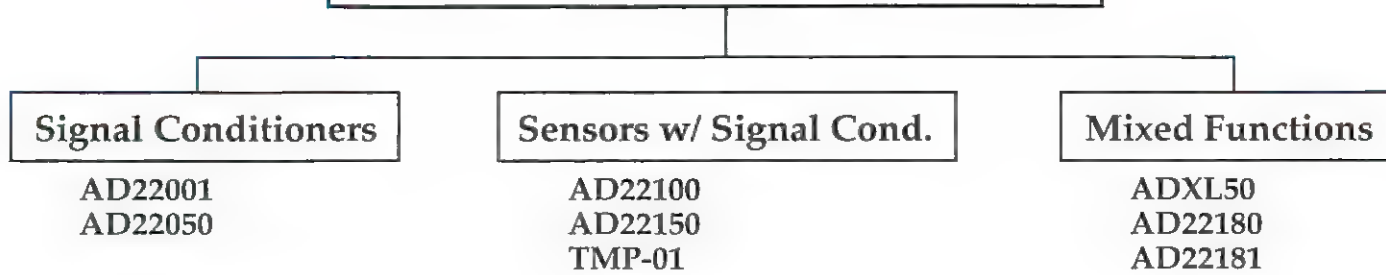 Signal Conditioners
AD22001
AD22050
Sensors w/ Signal Cond.
AD22100
AD22150
TMP-01
Mixed Functions
ADXL50
AD22180
AD22181